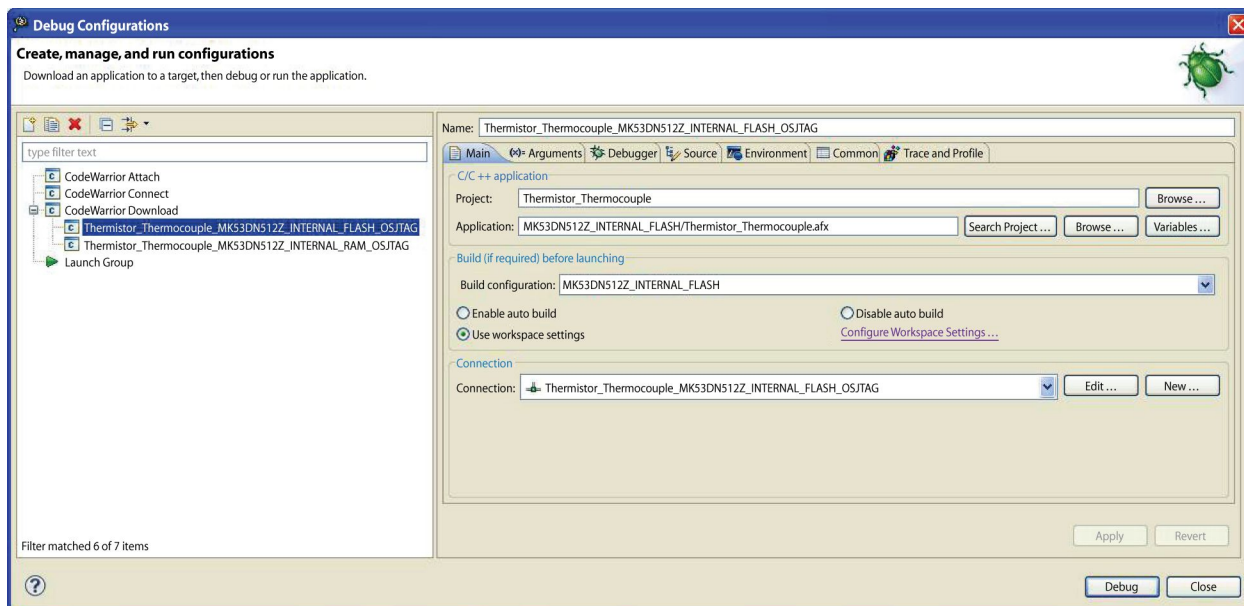 Debug Configurations
Create, manage, and run configurations
Download an application to a target, then debug or run the application.
type filter text
CodeWarrior Attach
CodeWarrior Connect
CodeWarrior Download
Thermistor_Thermocouple_MK53DN512Z_INTERNAL_FLASH_OSJTAG
Thermistor_Thermocouple_MK53DN512Z_INTERNAL_RAM_OSJTAG
Launch Group
Filter matched 6 of 7 items
Name: Thermistor_Thermocouple_MK53DN512Z_INTERNAL_FLASH_OSJTAG
Main (x)= Arguments Debugger Source Environment Common Trace and Profile
C/C ++ application
Project: Thermistor_Thermocouple Browse ...
Application: MK53DN512Z_INTERNAL_FLASH/Thermistor_Thermocouple.afx Search Project ... Browse ... Variables ...
Build (if required) before launching
Build configuration: MK53DN512Z_INTERNAL_FLASH
Enable auto build Disable auto build
Use workspace settings Configure Workspace Settings ...
Connection
Connection: Thermistor_Thermocouple_MK53DN512Z_INTERNAL_FLASH_OSJTAG Edit ... New ...
Apply Revert
Debug Close